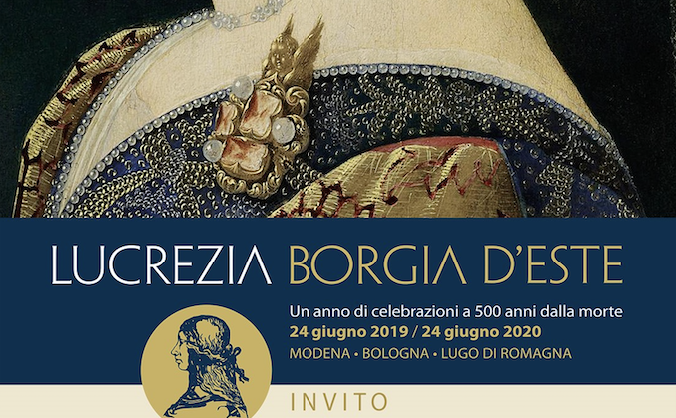 LUCREZIA BORGIA D'ESTE
Un anno di celebrazioni a 500 anni dalla morte
24 giugno 2019 / 24 giugno 2020
MODENA • BOLOGNA • LUGO DI ROMAGNA
INVITO